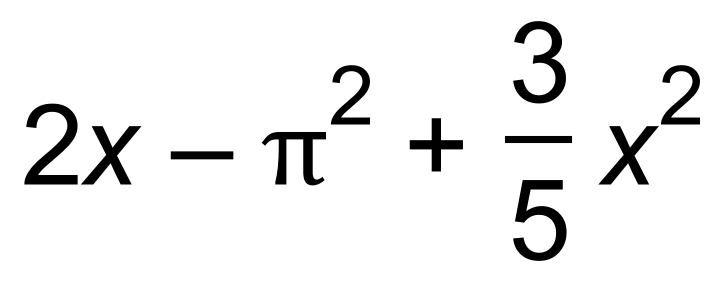 2x – π² + 3/5 x²